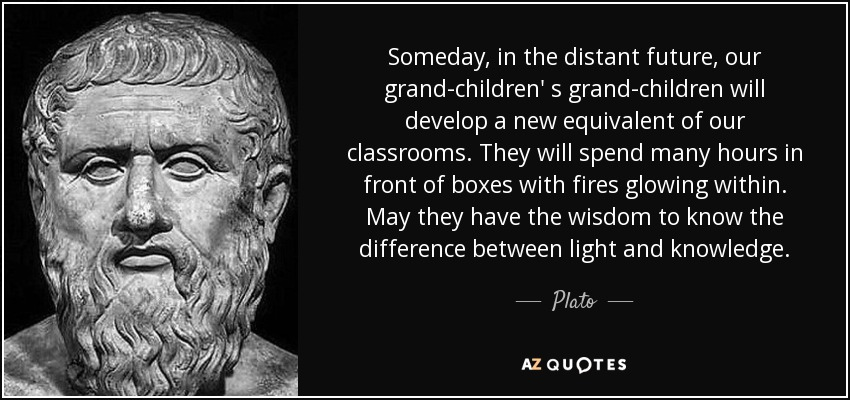 Someday, in the distant future, our
grand-children' s grand-children will
develop a new equivalent of our
classrooms. They will spend many hours in
front of boxes with fires glowing within.
May they have the wisdom to know the
difference between light and knowledge.
Plato
AZ QUOTES